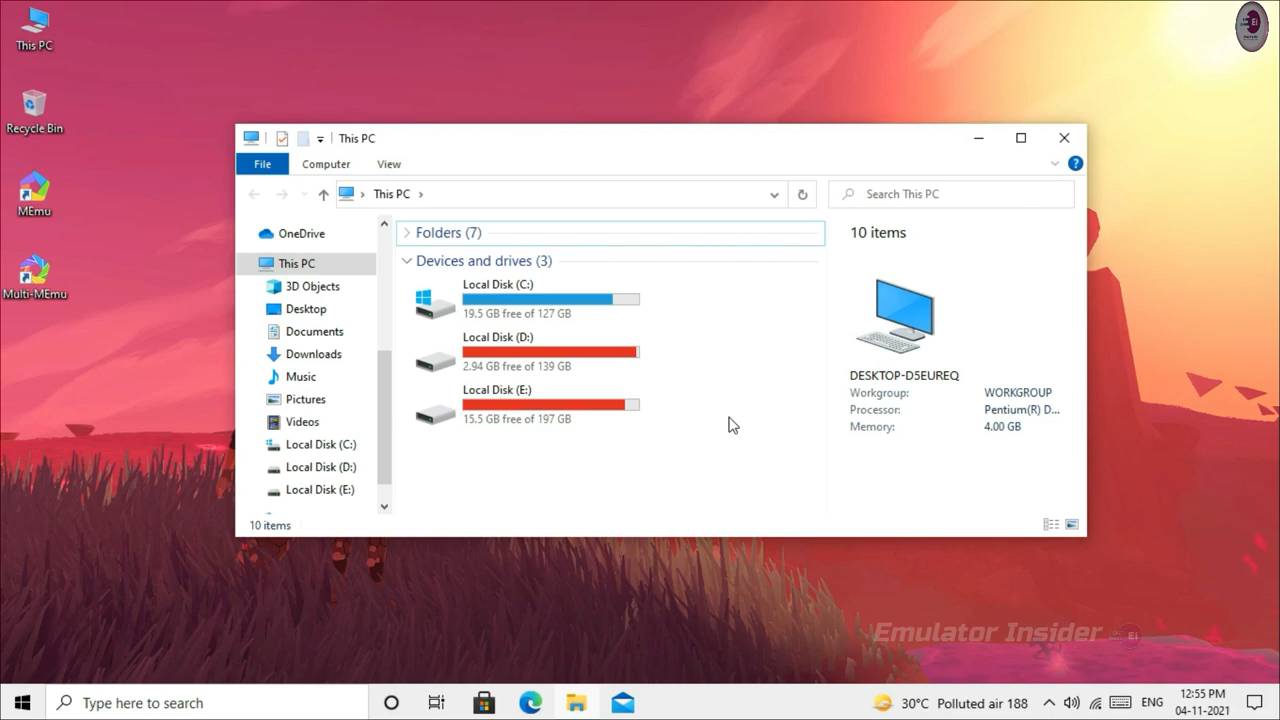 This PC
Recycle Bin
MEmu
Multi-MEmu
This PC
File
Computer
View
This PC
Search This PC
OneDrive
This PC
3D Objects
Desktop
Documents
Downloads
Music
Pictures
Videos
Local Disk (C:)
Local Disk (D:)
Local Disk (E:)
Folders (7)
Devices and drives (3)
Local Disk (C:)
19.5 GB free of 127 GB
Local Disk (D:)
2.94 GB free of 139 GB
Local Disk (E:)
15.5 GB free of 197 GB
10 items
DESKTOP-D5EUREQ
Workgroup: WORKGROUP
Processor: Pentium(R) D...
Memory: 4.00 GB
10 items
Emulator Insider
Type here to search
30°C Polluted air 188
ENG
12:55 PM
04-11-2021